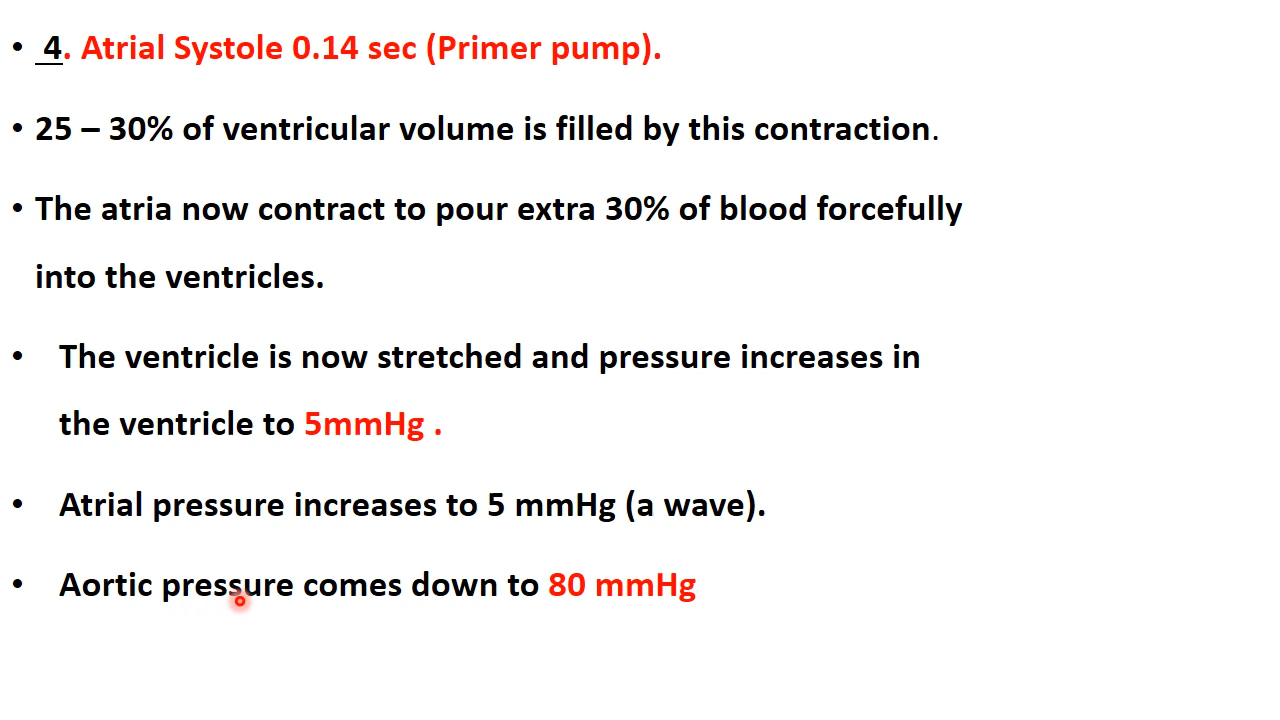 • 4. Atrial Systole 0.14 sec (Primer pump).
• 25 – 30% of ventricular volume is filled by this contraction.
• The atria now contract to pour extra 30% of blood forcefully
into the ventricles.
• The ventricle is now stretched and pressure increases in
the ventricle to 5mmHg .
• Atrial pressure increases to 5 mmHg (a wave).
• Aortic pressure comes down to 80 mmHg